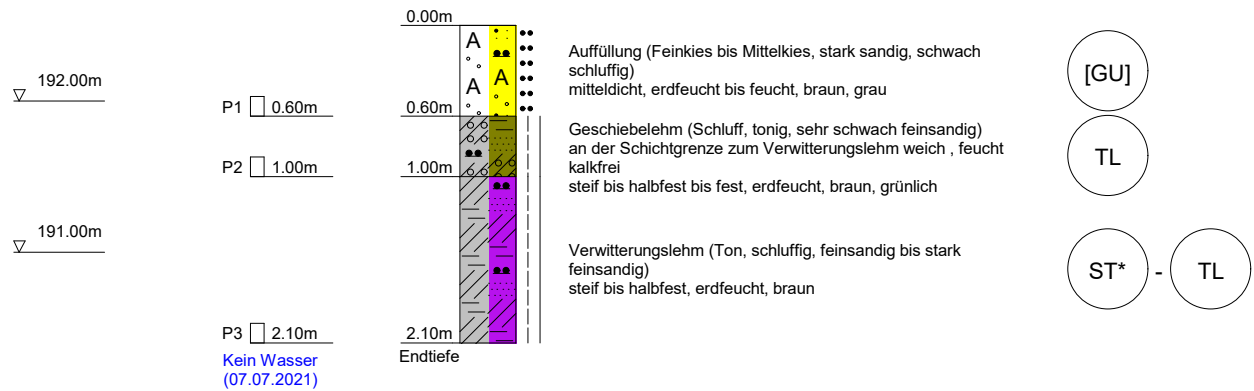 0.00m
A
A
A
192.00m
P1 0.60m
0.60m
Auffüllung (Feinkies bis Mittelkies, stark sandig, schwach
schluffig)
mitteldicht, erdfeucht bis feucht, braun, grau
[GU]
P2 1.00m
1.00m
Geschiebelehm (Schluff, tonig, sehr schwach feinsandig)
an der Schichtgrenze zum Verwitterungslehm weich , feucht
kalkfrei
steif bis halbfest bis fest, erdfeucht, braun, grünlich
TL
191.00m
Verwitterungslehm (Ton, schluffig, feinsandig bis stark
feinsandig)
steif bis halbfest, erdfeucht, braun
ST* - TL
P3 2.10m
2.10m
Kein Wasser
(07.07.2021)
Endtiefe